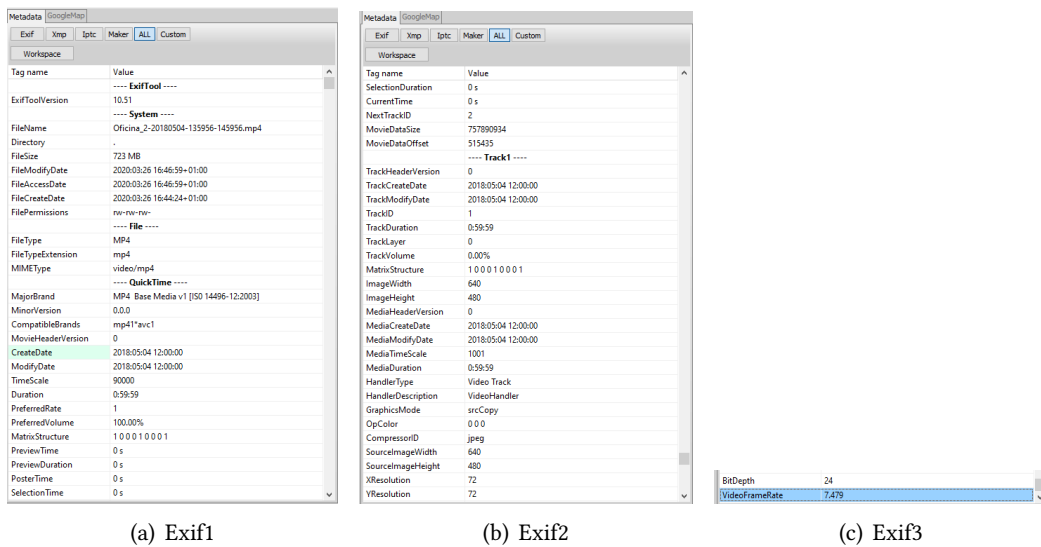 Metadata GoogleMap
Exif Xmp Iptc Maker ALL Custom
Workspace
Tag name Value
---- ExifTool ----
ExifToolVersion 10.51
---- System ----
FileName Oficina_2-20180504-135956-145956.mp4
Directory .
FileSize 723 MB
FileModifyDate 2020:03:26 16:46:59+01:00
FileAccessDate 2020:03:26 16:46:59+01:00
FileCreateDate 2020:03:26 16:44:24+01:00
FilePermissions rw-rw-rw-
---- File ----
FileType MP4
FileTypeExtension mp4
MIMEType video/mp4
---- QuickTime ----
MajorBrand MP4 Base Media v1 [IS0 14496-12:2003]
MinorVersion 0.0.0
CompatibleBrands mp41*avc1
MovieHeaderVersion 0
CreateDate 2018:05:04 12:00:00
ModifyDate 2018:05:04 12:00:00
TimeScale 90000
Duration 0:59:59
PreferredRate 1
PreferredVolume 100.00%
MatrixStructure 1 0 0 0 1 0 0 0 1
PreviewTime 0 s
PreviewDuration 0 s
PosterTime 0 s
SelectionTime 0 s
(a) Exif1
Metadata GoogleMap
Exif Xmp Iptc Maker ALL Custom
Workspace
Tag name Value
SelectionDuration 0 s
CurrentTime 0 s
NextTrackID 2
MovieDataSize 757890934
MovieDataOffset 515435
---- Track1 ----
TrackHeaderVersion 0
TrackCreateDate 2018:05:04 12:00:00
TrackModifyDate 2018:05:04 12:00:00
TrackID 1
TrackDuration 0:59:59
TrackLayer 0
TrackVolume 0.00%
MatrixStructure 1 0 0 0 1 0 0 0 1
ImageWidth 640
ImageHeight 480
MediaHeaderVersion 0
MediaCreateDate 2018:05:04 12:00:00
MediaModifyDate 2018:05:04 12:00:00
MediaTimeScale 1001
MediaDuration 0:59:59
HandlerType Video Track
HandlerDescription VideoHandler
GraphicsMode srcCopy
OpColor 0 0 0
CompressorID jpeg
SourceImageWidth 640
SourceImageHeight 480
XResolution 72
YResolution 72
(b) Exif2
BitDepth 24
VideoFrameRate 7.479
(c) Exif3